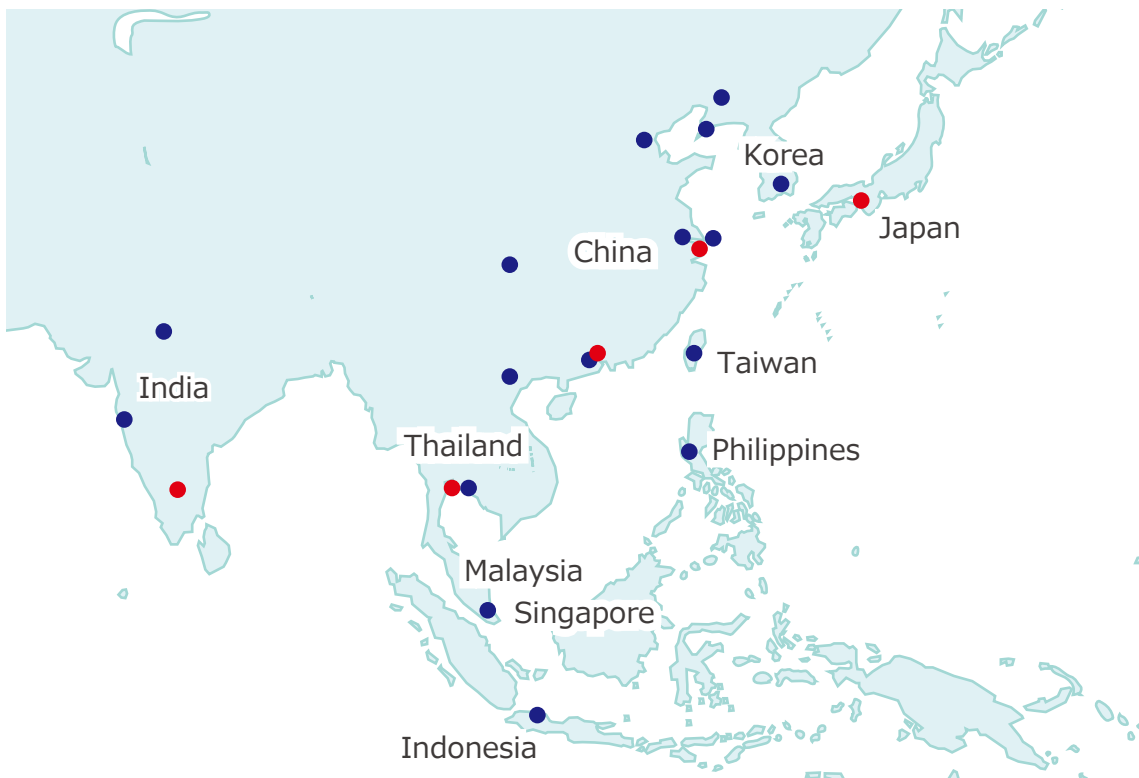 Korea
Japan
China
Taiwan
India
Thailand
Philippines
Malaysia
Singapore
Indonesia